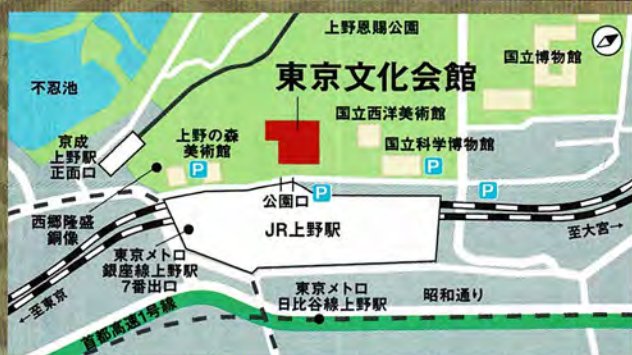 上野恩賜公園
国立博物館
不忍池
東京文化会館
国立西洋美術館
京成
上野駅
正面口
上野の森
美術館
国立科学博物館
P
P
P
P
公園口
西郷隆盛
銅像
JR上野駅
至大宮→
東京メトロ
銀座線上野駅
7番出口
東京メトロ
日比谷線上野駅
昭和通り
←至東京
首都高速1号線